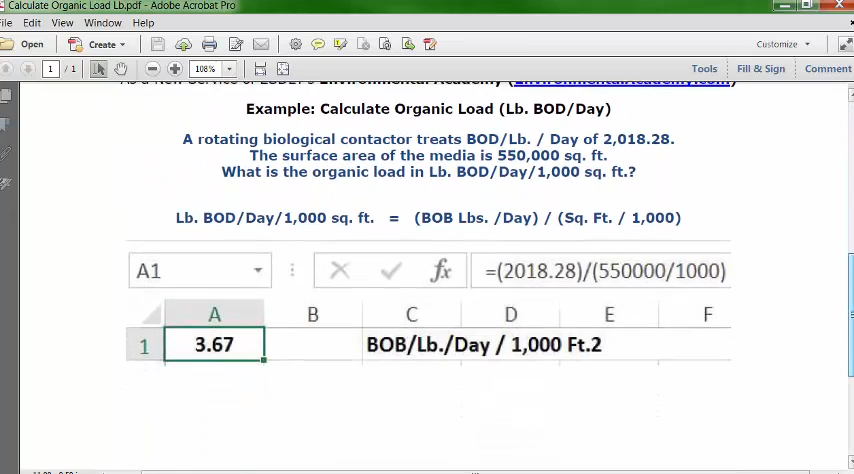 Calculate Organic Load Lb.pdf - Adobe Acrobat Pro
File Edit View Window Help
Open Create Customize
1 / 1 108% Tools Fill & Sign Comment
Example: Calculate Organic Load (Lb. BOD/Day)
A rotating biological contactor treats BOD/Lb. / Day of 2,018.28.
The surface area of the media is 550,000 sq. ft.
What is the organic load in Lb. BOD/Day/1,000 sq. ft.?
Lb. BOD/Day/1,000 sq. ft. = (BOB Lbs. /Day) / (Sq. Ft. / 1,000)
A1 fx =(2018.28)/(550000/1000)
A B C D E F
1 3.67 BOB/Lb./Day / 1,000 Ft.2